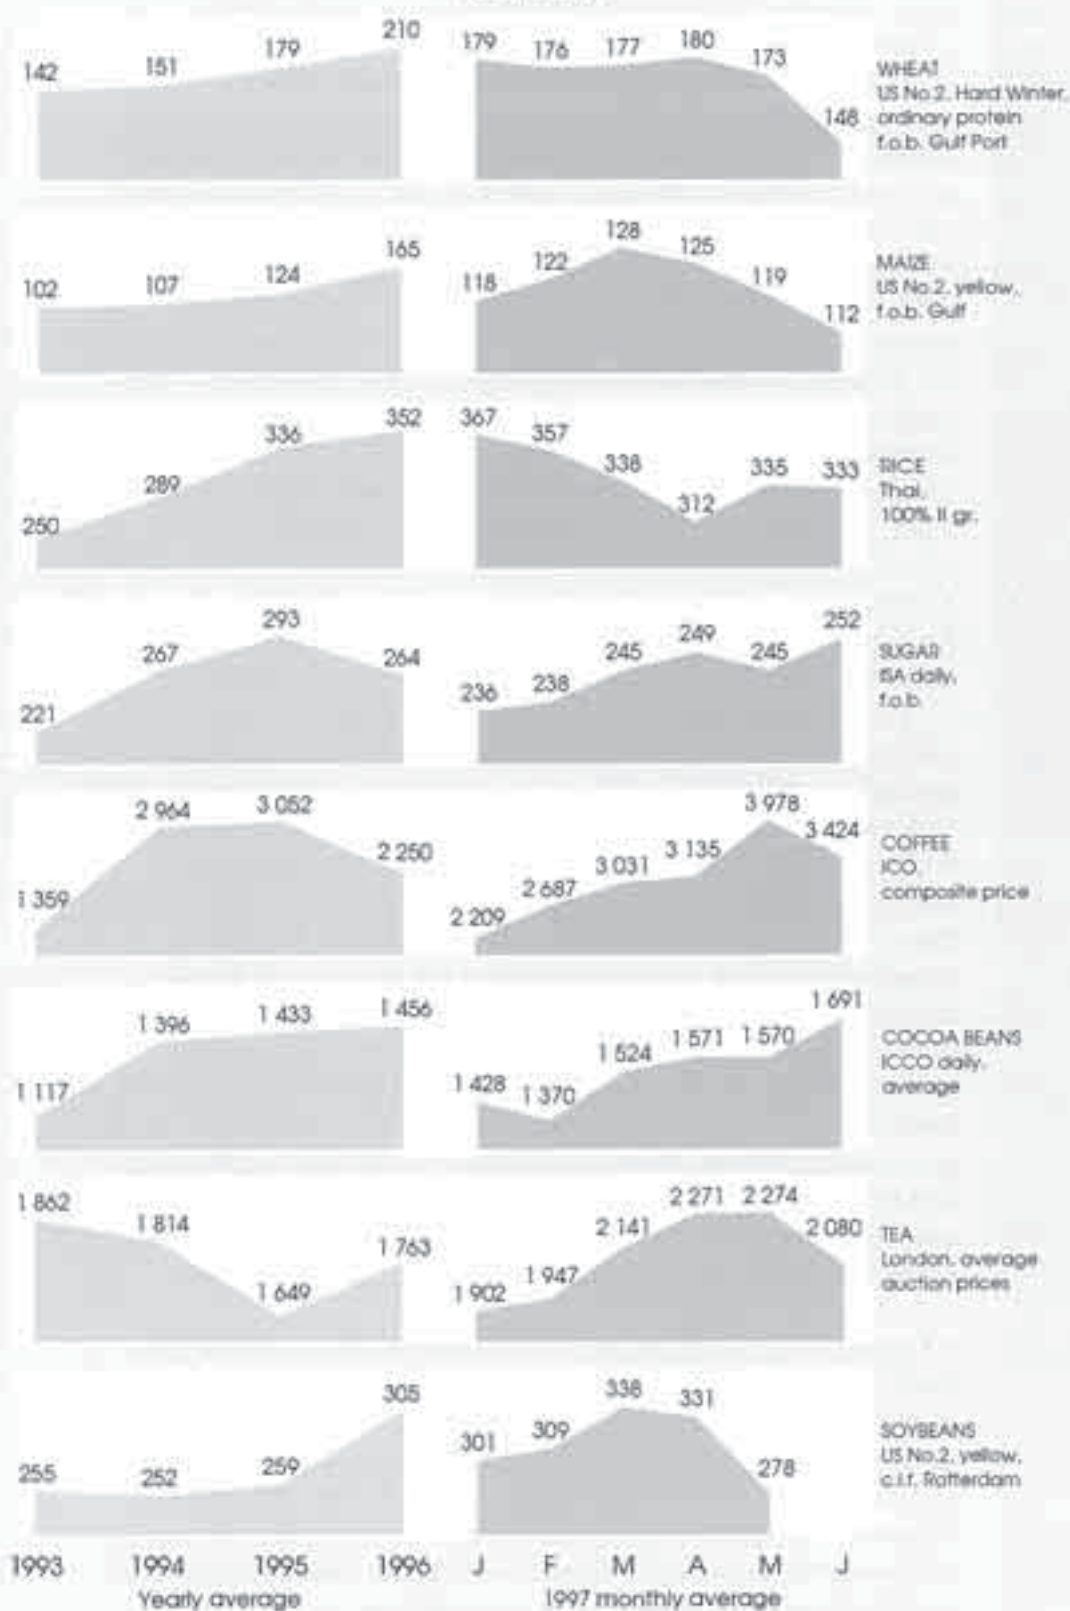 142 151 179 210 179 176 177 180 173 148
WHEAT
US No.2, Hard Winter,
ordinary protein
f.o.b. Gulf Port
102 107 124 165 118 122 128 125 119 112
MAIZE
US No.2, yellow,
f.o.b. Gulf
250 289 336 352 367 357 338 312 335 333
RICE
Thai,
100% II gr.
221 267 293 264 236 238 245 249 245 252
SUGAR
ISA daily,
f.o.b.
1 359 2 964 3 052 2 250 2 209 2 687 3 031 3 135 3 978 3 424
COFFEE
ICO,
composite price
1 117 1 396 1 433 1 456 1 428 1 370 1 524 1 571 1 570 1 691
COCOA BEANS
ICCO daily,
average
1 862 1 814 1 649 1 763 1 902 1 947 2 141 2 271 2 274 2 080
TEA
London, average
auction prices
255 252 259 305 301 309 338 331 278
SOYBEANS
US No.2, yellow,
c.i.f. Rotterdam
1993 1994 1995 1996 J F M A M J
Yearly average 1997 monthly average